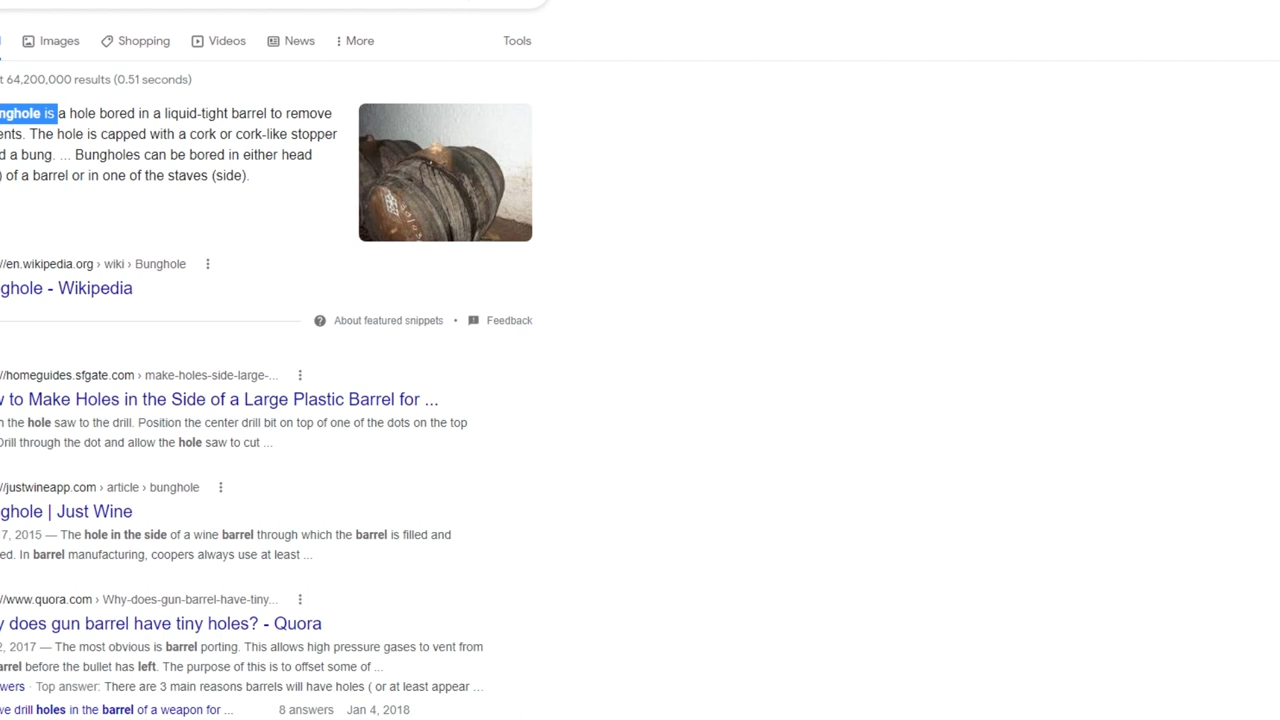 Images Shopping Videos News More Tools
t 64,200,000 results (0.51 seconds)
nghole is a hole bored in a liquid-tight barrel to remove
ents. The hole is capped with a cork or cork-like stopper
d a bung. ... Bungholes can be bored in either head
) of a barrel or in one of the staves (side).
//en.wikipedia.org › wiki › Bunghole
ghole - Wikipedia
About featured snippets • Feedback
//homeguides.sfgate.com › make-holes-side-large-...
w to Make Holes in the Side of a Large Plastic Barrel for ...
h the hole saw to the drill. Position the center drill bit on top of one of the dots on the top
Drill through the dot and allow the hole saw to cut ...
//justwineapp.com › article › bunghole
ghole | Just Wine
7, 2015 — The hole in the side of a wine barrel through which the barrel is filled and
ed. In barrel manufacturing, coopers always use at least ...
//www.quora.com › Why-does-gun-barrel-have-tiny...
y does gun barrel have tiny holes? - Quora
2, 2017 — The most obvious is barrel porting. This allows high pressure gases to vent from
arrel before the bullet has left. The purpose of this is to offset some of ...
wers · Top answer: There are 3 main reasons barrels will have holes ( or at least appear ...
we drill holes in the barrel of a weapon for ... 8 answers Jan 4, 2018